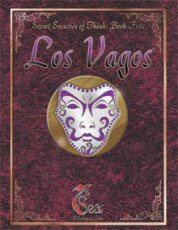 Secret Societies of Théah: Book Five
Los Vagos
7th
Sea